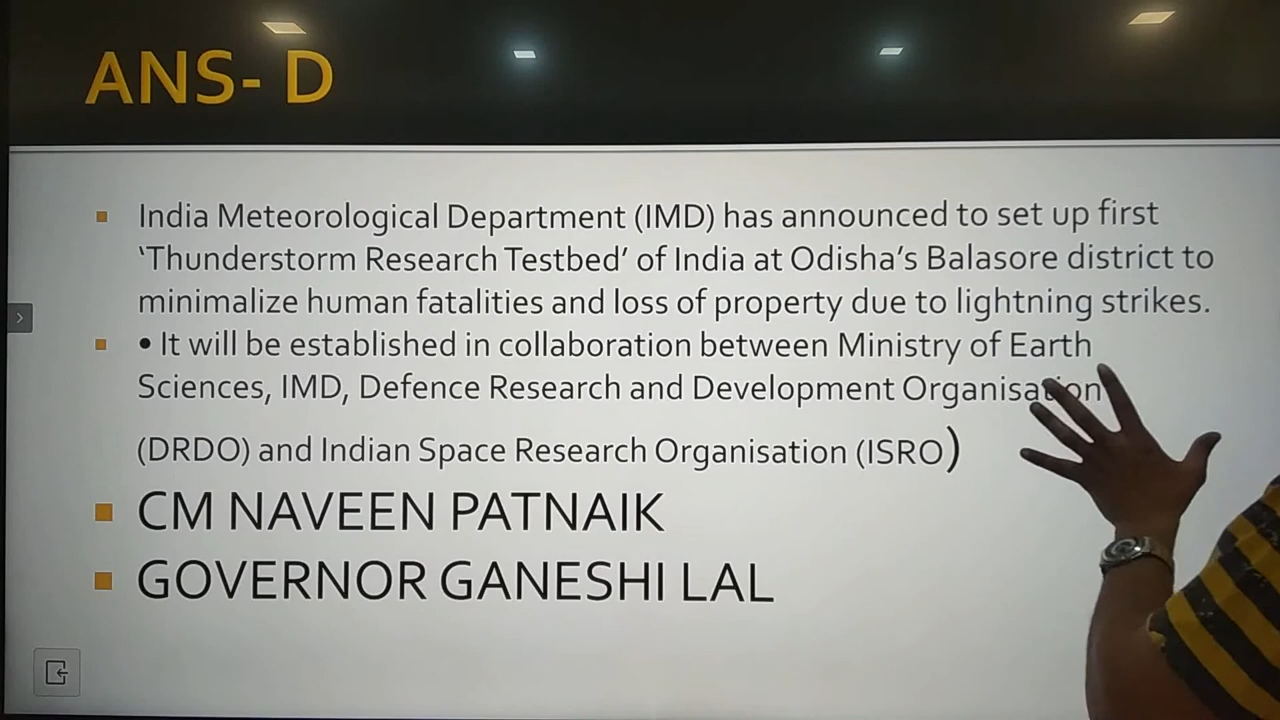 ANS- D
India Meteorological Department (IMD) has announced to set up first
‘Thunderstorm Research Testbed’ of India at Odisha’s Balasore district to
minimalize human fatalities and loss of property due to lightning strikes.
• It will be established in collaboration between Ministry of Earth
Sciences, IMD, Defence Research and Development Organisation
(DRDO) and Indian Space Research Organisation (ISRO)
CM NAVEEN PATNAIK
GOVERNOR GANESHI LAL